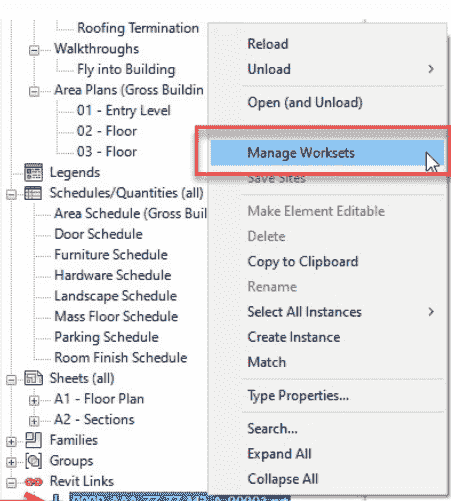 Roofing Termination
Walkthroughs
Fly into Building
Area Plans (Gross Buildin
01 - Entry Level
02 - Floor
03 - Floor
Legends
Schedules/Quantities (all)
Area Schedule (Gross Buil
Door Schedule
Furniture Schedule
Hardware Schedule
Landscape Schedule
Mass Floor Schedule
Parking Schedule
Room Finish Schedule
Sheets (all)
A1 - Floor Plan
A2 - Sections
Families
Groups
Revit Links
Reload
Unload
Open (and Unload)
Manage Worksets
Save Sites
Make Element Editable
Delete
Copy to Clipboard
Rename
Select All Instances
Create Instance
Match
Type Properties...
Search...
Expand All
Collapse All